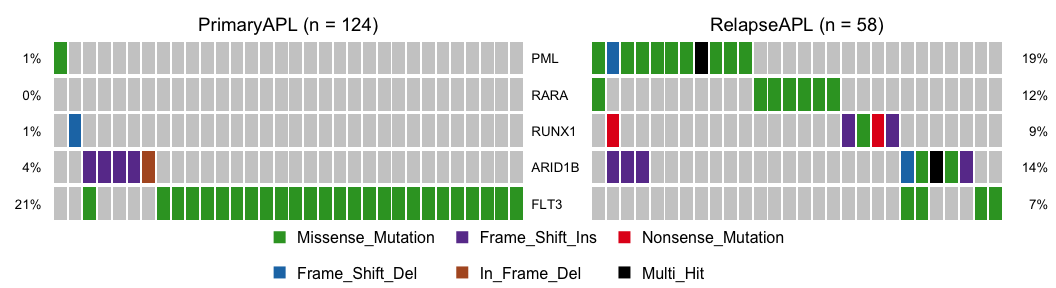 PrimaryAPL (n = 124) RelapseAPL (n = 58)
1% PML 19%
0% RARA 12%
1% RUNX1 9%
4% ARID1B 14%
21% FLT3 7%
Missense_Mutation Frame_Shift_Ins Nonsense_Mutation
Frame_Shift_Del In_Frame_Del Multi_Hit